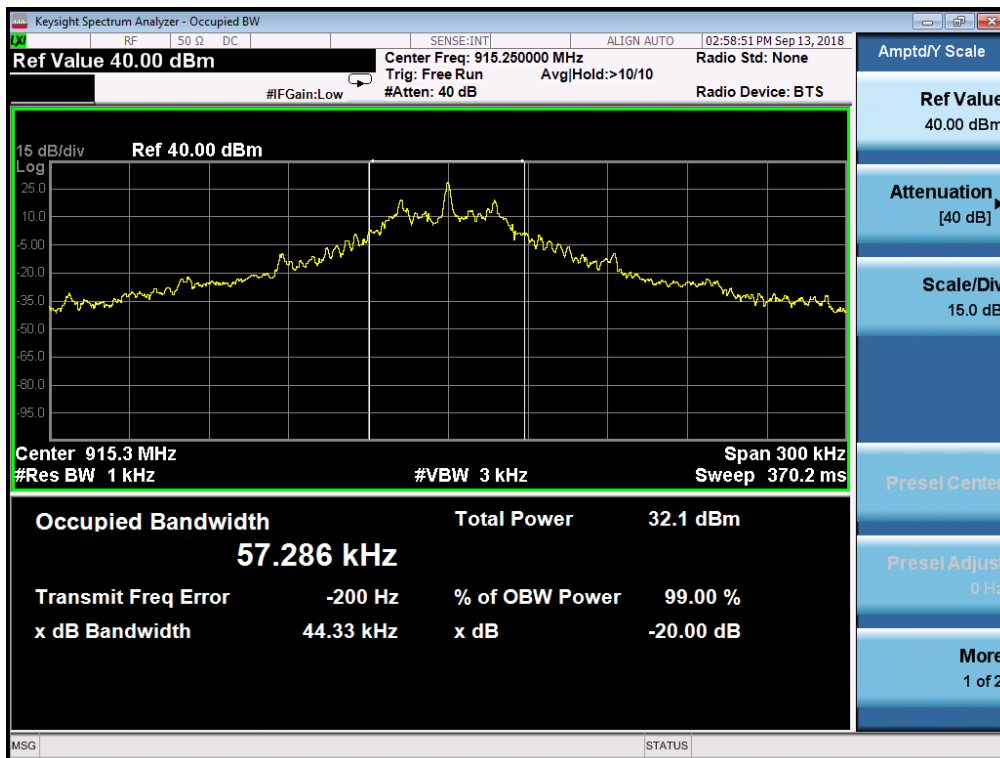 Keysight Spectrum Analyzer - Occupied BW
LXI RF 50 Ω DC SENSE:INT ALIGN AUTO 02:58:51 PM Sep 13, 2018
Ref Value 40.00 dBm
Center Freq: 915.250000 MHz
Radio Std: None
Trig: Free Run Avg|Hold:>10/10
#IFGain:Low
#Atten: 40 dB
Radio Device: BTS
15 dB/div Ref 40.00 dBm
Log
25.0
10.0
-5.00
-20.0
-35.0
-50.0
-65.0
-80.0
-95.0
Center 915.3 MHz Span 300 kHz
#Res BW 1 kHz #VBW 3 kHz Sweep 370.2 ms
Occupied Bandwidth Total Power 32.1 dBm
57.286 kHz
Transmit Freq Error -200 Hz % of OBW Power 99.00 %
x dB Bandwidth 44.33 kHz x dB -20.00 dB
MSG STATUS
Amptd/Y Scale
Ref Value
40.00 dBm
Attenuation
[40 dB]
Scale/Div
15.0 dB
Presel Center
Presel Adjust
0 Hz
More
1 of 2